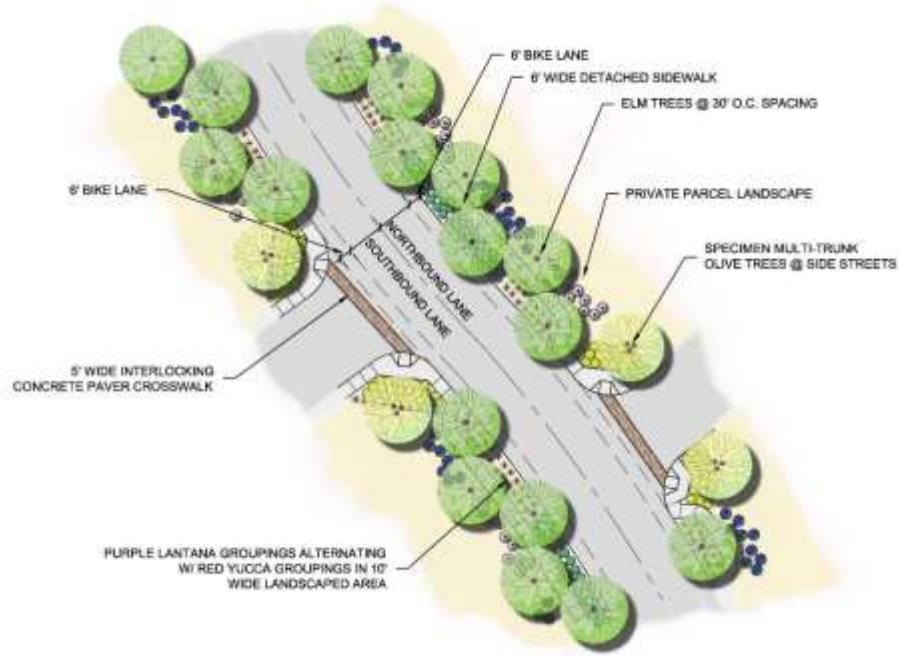 6' BIKE LANE
6' WIDE DETACHED SIDEWALK
ELM TREES @ 30' O.C. SPACING
6' BIKE LANE
PRIVATE PARCEL LANDSCAPE
NORTHBOUND LANE
SOUTHBOUND LANE
SPECIMEN MULTI-TRUNK
OLIVE TREES @ SIDE STREETS
5' WIDE INTERLOCKING
CONCRETE PAVER CROSSWALK
PURPLE LANTANA GROUPINGS ALTERNATING
W/ RED YUCCA GROUPINGS IN 10'
WIDE LANDSCAPED AREA